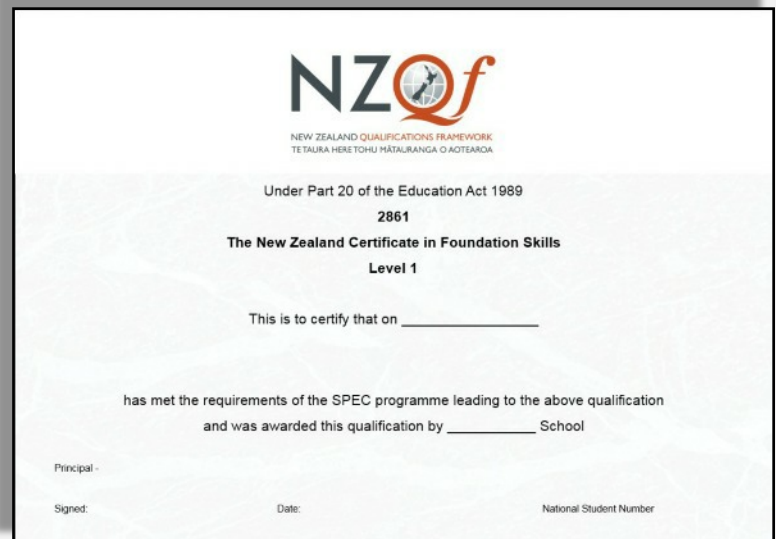 NZQf
NEW ZEALAND QUALIFICATIONS FRAMEWORK
TE TAURA HERE TOHU MĀTAURANGA O AOTEAROA
Under Part 20 of the Education Act 1989
2861
The New Zealand Certificate in Foundation Skills
Level 1
This is to certify that on _________________
has met the requirements of the SPEC programme leading to the above qualification
and was awarded this qualification by ___________ School
Principal -
Signed: Date: National Student Number